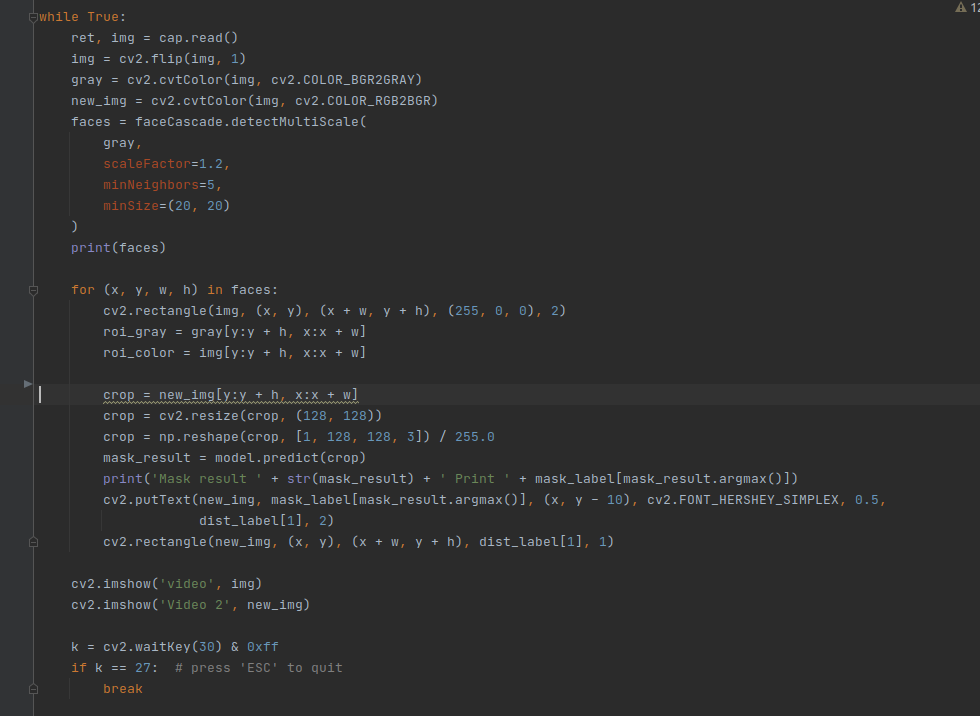 12
while True:
    ret, img = cap.read()
    img = cv2.flip(img, 1)
    gray = cv2.cvtColor(img, cv2.COLOR_BGR2GRAY)
    new_img = cv2.cvtColor(img, cv2.COLOR_RGB2BGR)
    faces = faceCascade.detectMultiScale(
        gray,
        scaleFactor=1.2,
        minNeighbors=5,
        minSize=(20, 20)
    )
    print(faces)

    for (x, y, w, h) in faces:
        cv2.rectangle(img, (x, y), (x + w, y + h), (255, 0, 0), 2)
        roi_gray = gray[y:y + h, x:x + w]
        roi_color = img[y:y + h, x:x + w]

        crop = new_img[y:y + h, x:x + w]
        crop = cv2.resize(crop, (128, 128))
        crop = np.reshape(crop, [1, 128, 128, 3]) / 255.0
        mask_result = model.predict(crop)
        print('Mask result ' + str(mask_result) + ' Print ' + mask_label[mask_result.argmax()])
        cv2.putText(new_img, mask_label[mask_result.argmax()], (x, y - 10), cv2.FONT_HERSHEY_SIMPLEX, 0.5,
                    dist_label[1], 2)
        cv2.rectangle(new_img, (x, y), (x + w, y + h), dist_label[1], 1)

    cv2.imshow('video', img)
    cv2.imshow('Video 2', new_img)

    k = cv2.waitKey(30) & 0xff
    if k == 27:  # press 'ESC' to quit
        break